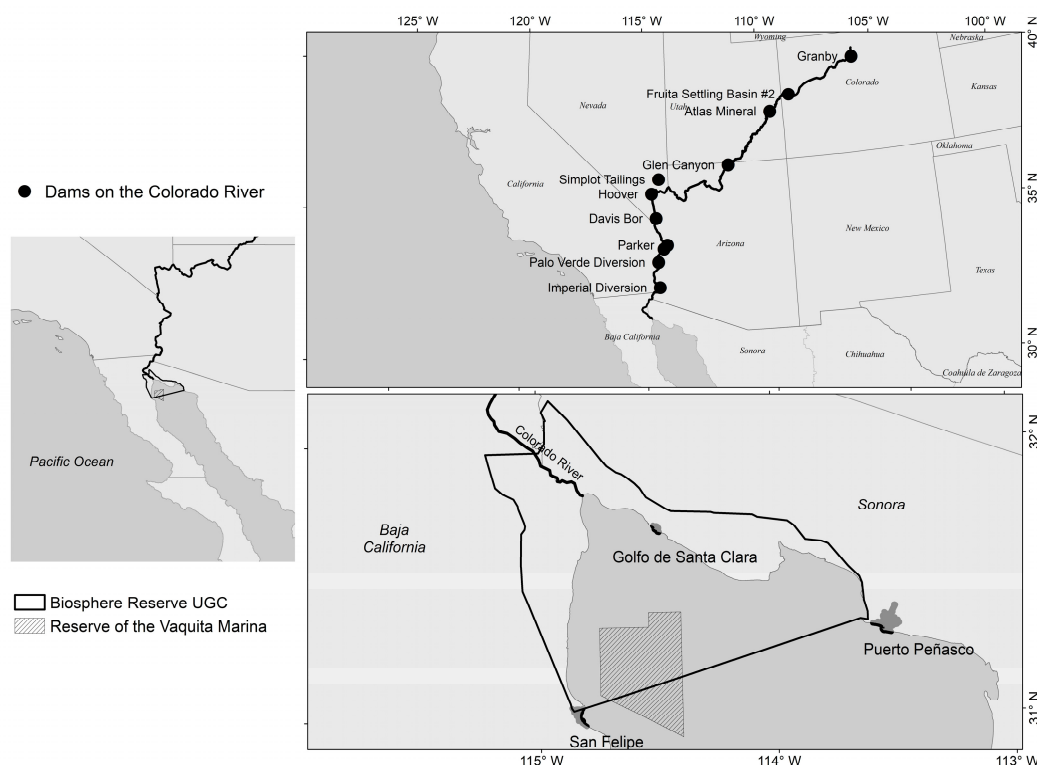 125° W
120° W
115° W
110° W
105° W
100° W
40° N
Wyoming
Nebraska
Granby
Colorado
Fruita Settling Basin #2
Kansas
Nevada
Utah
Atlas Mineral
Oklahoma
Glen Canyon
Simplot Tailings
California
35° N
Dams on the Colorado River
Hoover
Davis Bor
New Mexico
Parker
Arizona
Palo Verde Diversion
Texas
Imperial Diversion
Baja California
30° N
Sonora
Chihuahua
Coahuila de Zaragoza
Pacific Ocean
Colorado River
32° N
Sonora
Baja
California
Golfo de Santa Clara
Biosphere Reserve UGC
Reserve of the Vaquita Marina
Puerto Peñasco
31° N
San Felipe
115° W
114° W
113° W